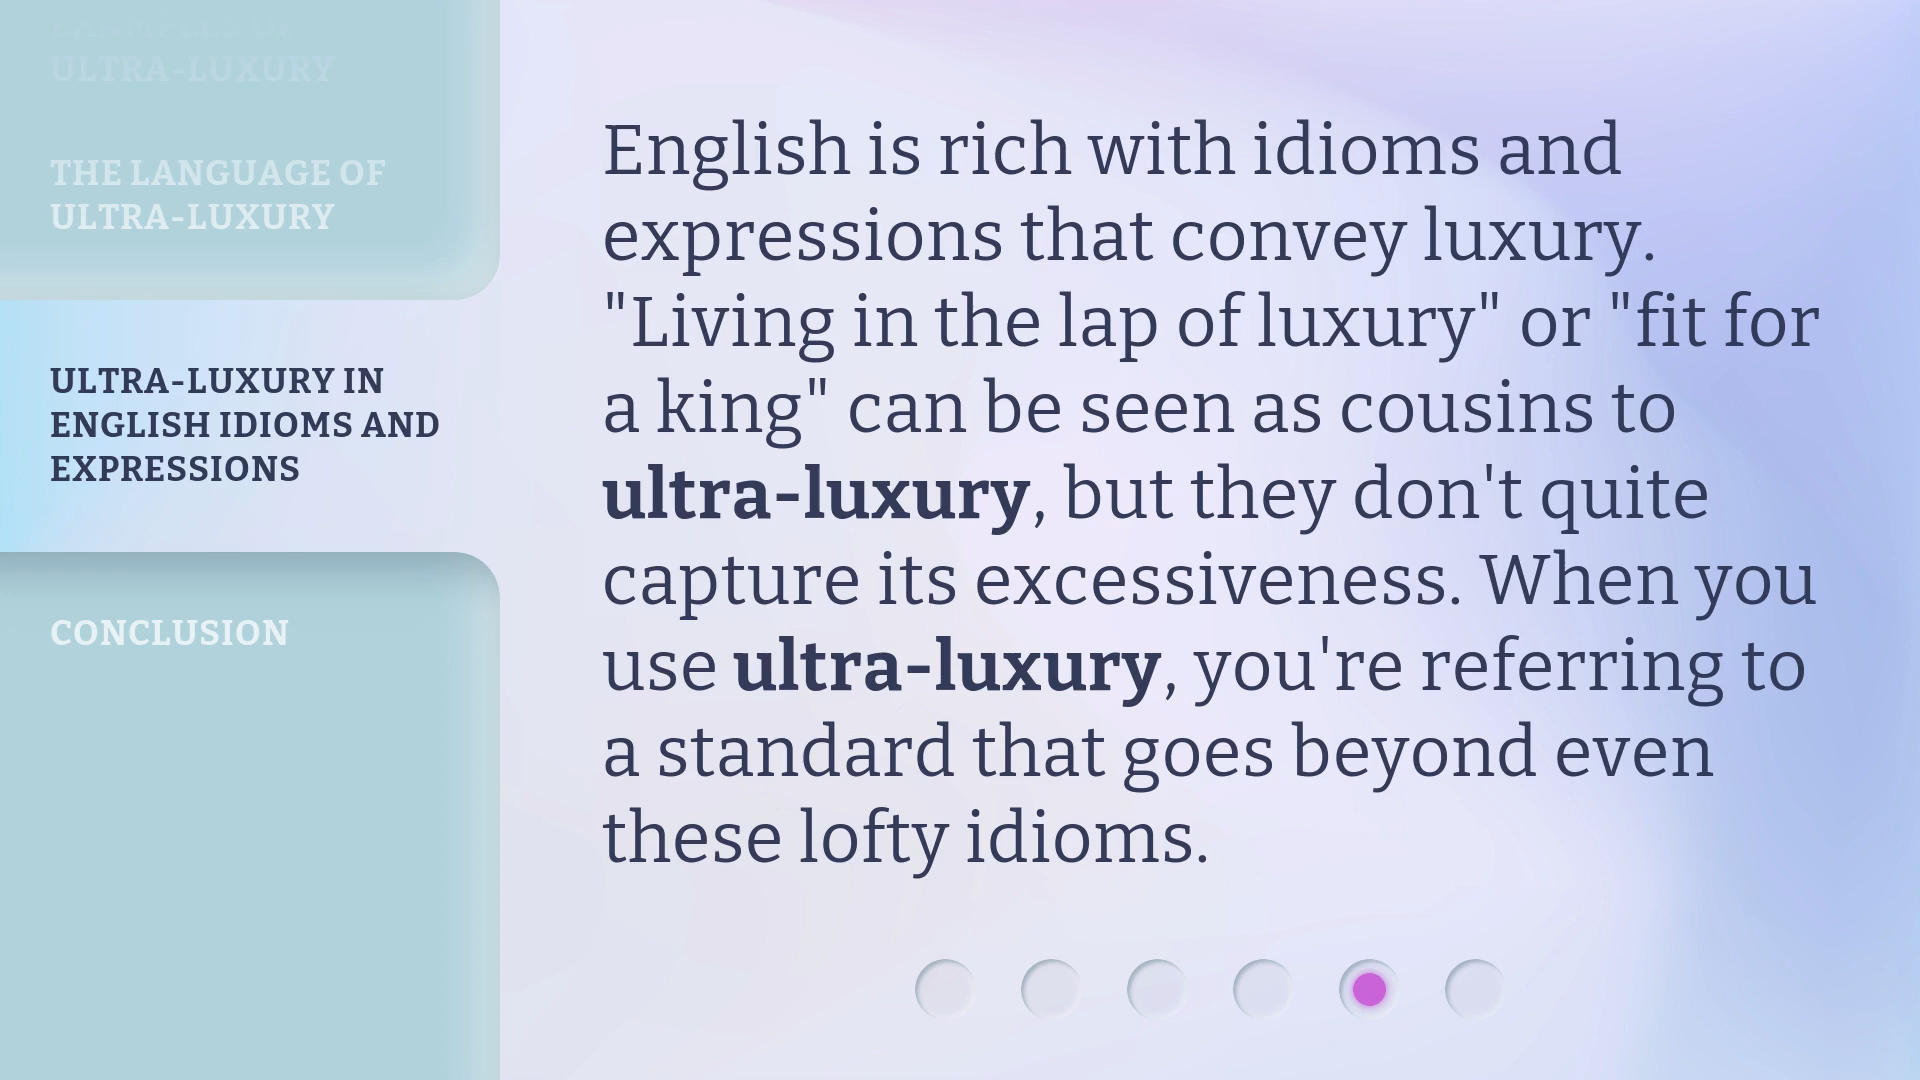 ULTRA-LUXURY
THE LANGUAGE OF
ULTRA-LUXURY
ULTRA-LUXURY IN
ENGLISH IDIOMS AND
EXPRESSIONS
CONCLUSION
English is rich with idioms and
expressions that convey luxury.
"Living in the lap of luxury" or "fit for
a king" can be seen as cousins to
ultra-luxury, but they don't quite
capture its excessiveness. When you
use ultra-luxury, you're referring to
a standard that goes beyond even
these lofty idioms.